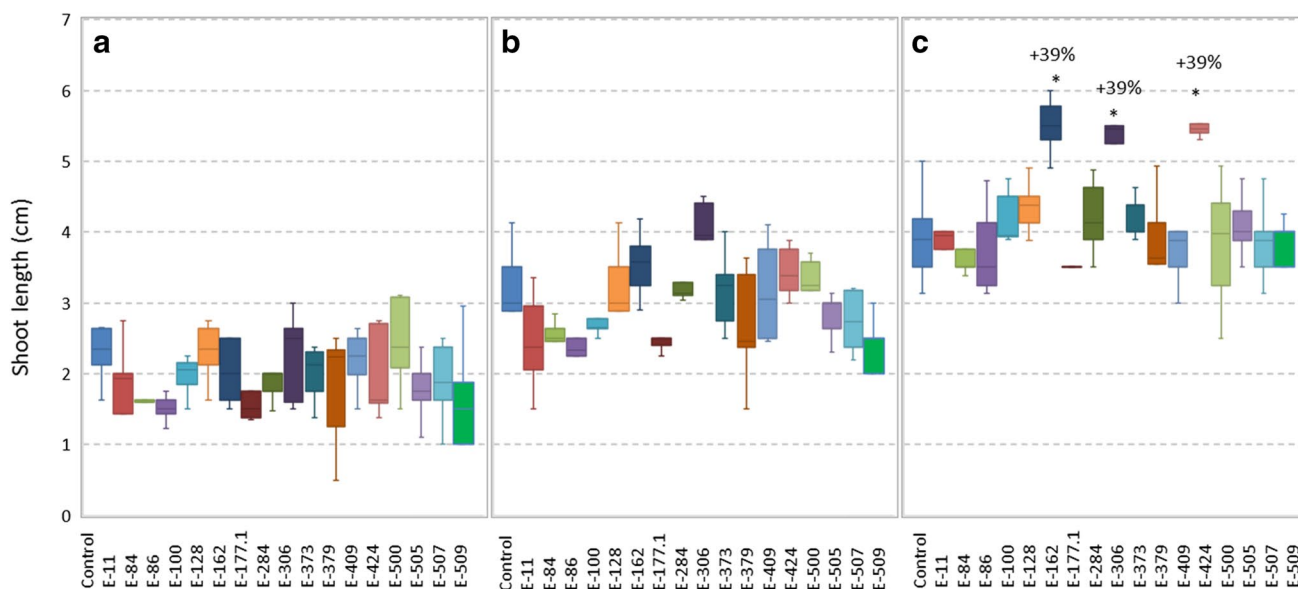 a
b
c
+39%
*
+39%
*
+39%
*
Shoot length (cm)
7
6
5
4
3
2
1
0
Control
E-11
E-84
E-86
E-100
E-128
E-162
E-177.1
E-284
E-306
E-373
E-379
E-409
E-424
E-500
E-505
E-507
E-509
Control
E-11
E-84
E-86
E-100
E-128
E-162
E-177.1
E-284
E-306
E-373
E-379
E-409
E-424
E-500
E-505
E-507
E-509
Control
E-11
E-84
E-86
E-100
E-128
E-162
E-177.1
E-284
E-306
E-373
E-379
E-409
E-424
E-500
E-505
E-507
E-509